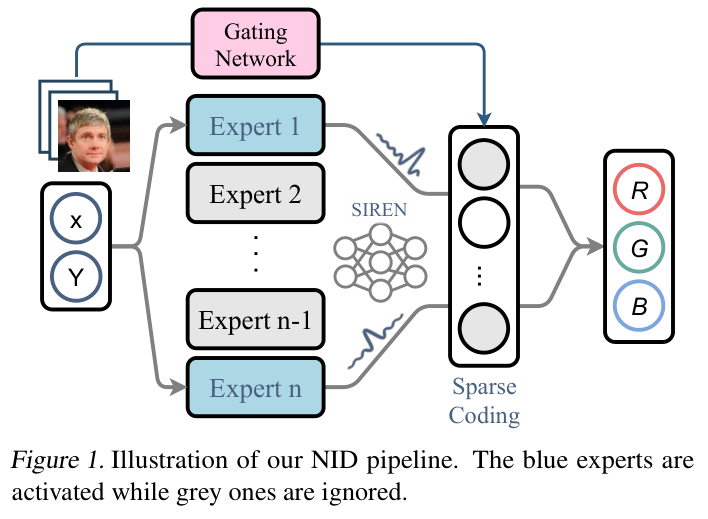 Gating
Network
Expert 1
Expert 2
SIREN
x
Y
R
G
B
Expert n-1
Expert n
Sparse
Coding
Figure 1. Illustration of our NID pipeline. The blue experts are
activated while grey ones are ignored.